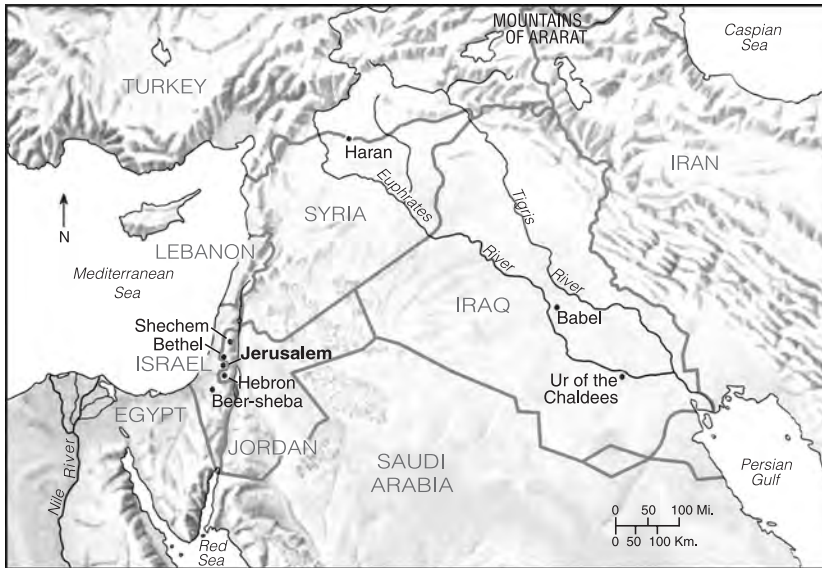 MOUNTAINS
OF ARARAT
Caspian
Sea
TURKEY
Haran
IRAN
Euphrates
Tigris
N
SYRIA
LEBANON
Mediterranean
Sea
River
River
IRAQ
Babel
Shechem
Bethel
ISRAEL
Jerusalem
Hebron
Beer-sheba
Ur of the
Chaldees
EGYPT
JORDAN
Nile River
SAUDI
ARABIA
Persian
Gulf
Red
Sea
0 50 100 Mi.
0 50 100 Km.